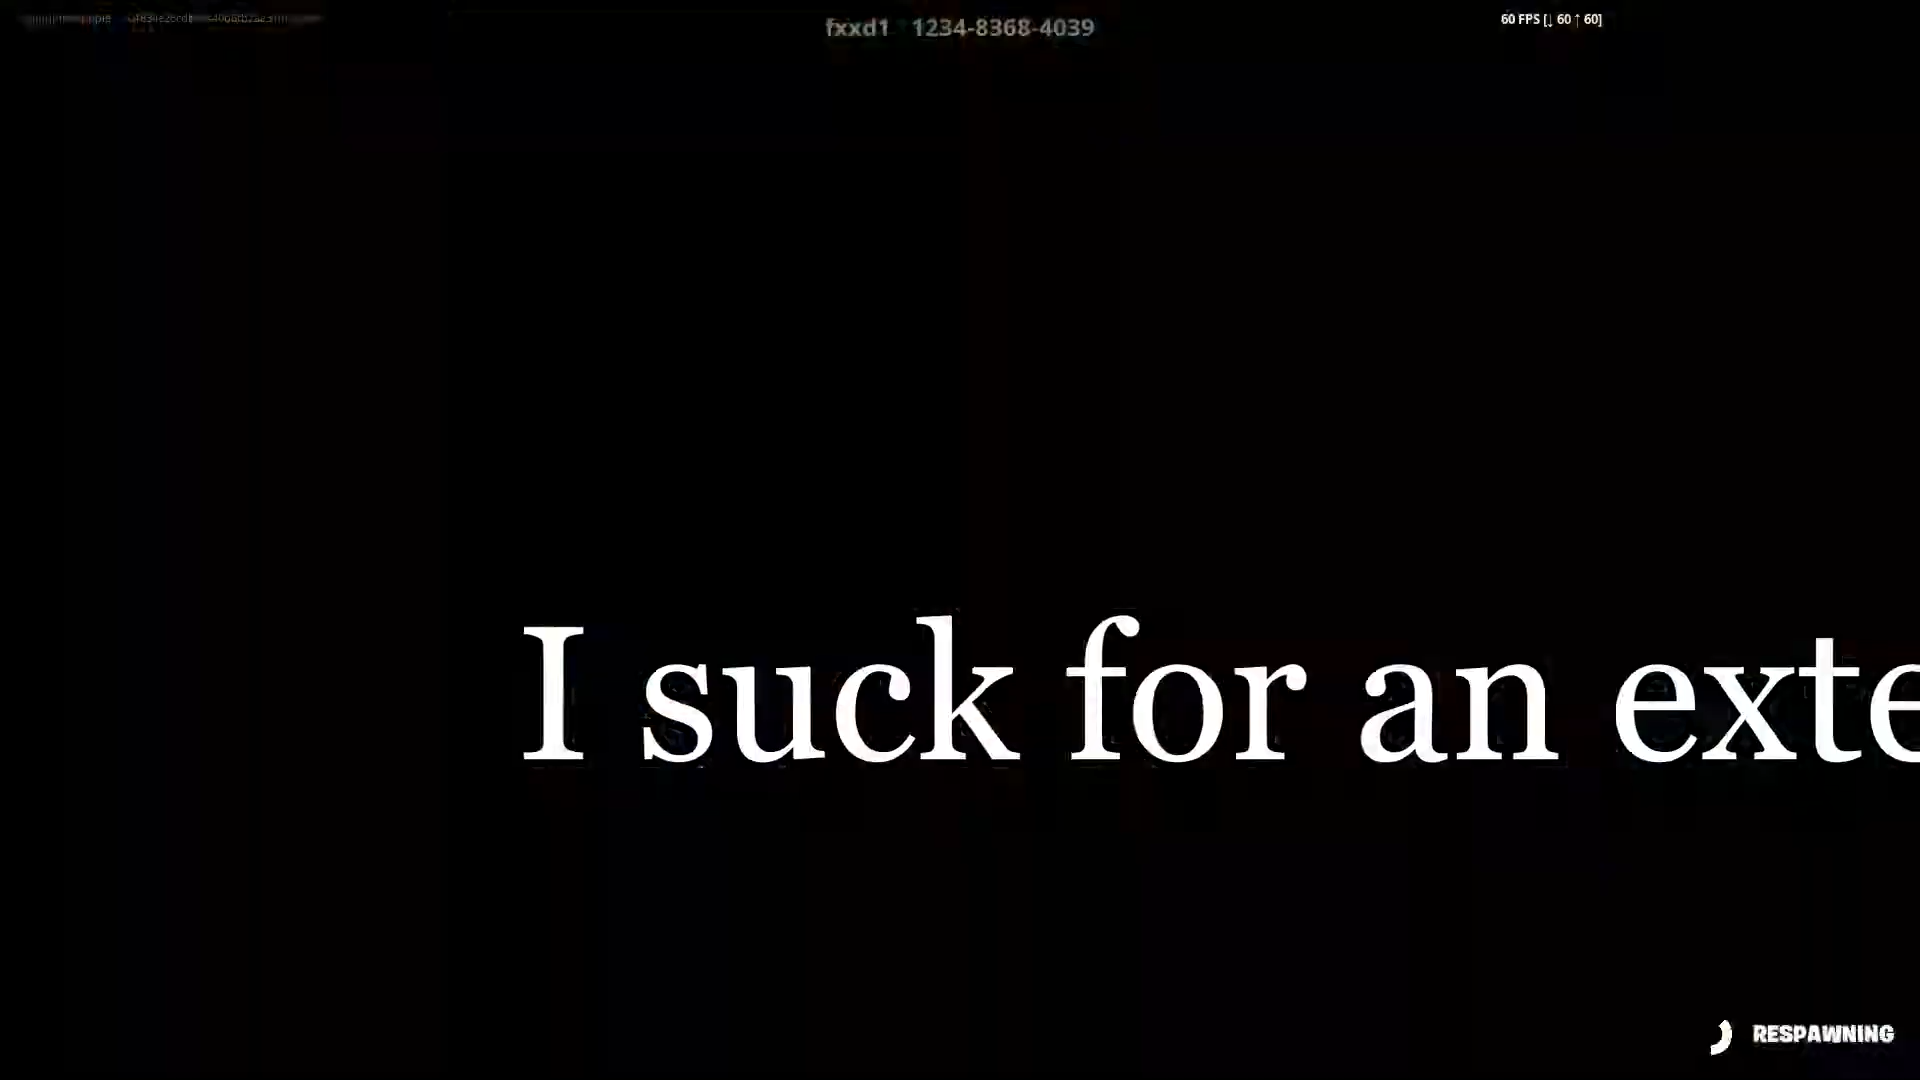 fxxd1 1234-8368-4039
60 FPS [↓ 60 ↑ 60]
I suck for an exte
RESPAWNING